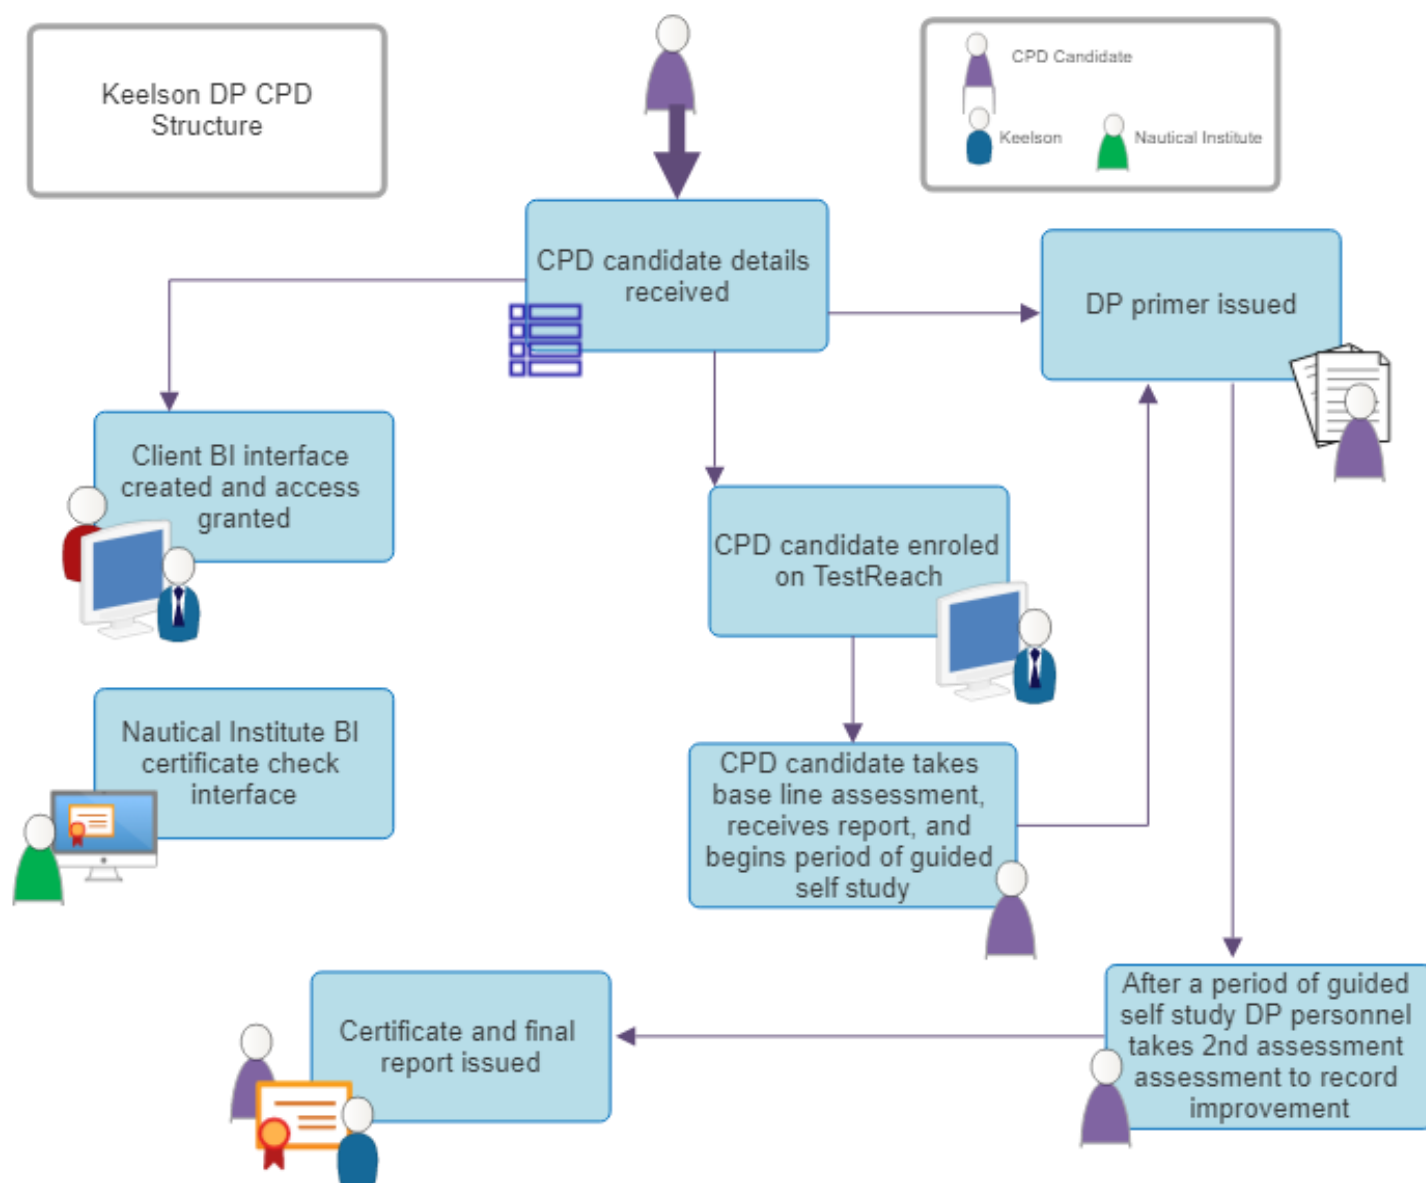 Keelson DP CPD
Structure
CPD Candidate
Keelson
Nautical Institute
CPD candidate details
received
DP primer issued
Client BI interface
created and access
granted
CPD candidate enroled
on TestReach
Nautical Institute BI
certificate check
interface
CPD candidate takes
base line assessment,
receives report, and
begins period of guided
self study
After a period of guided
self study DP personnel
takes 2nd assessment
assessment to record
improvement
Certificate and final
report issued